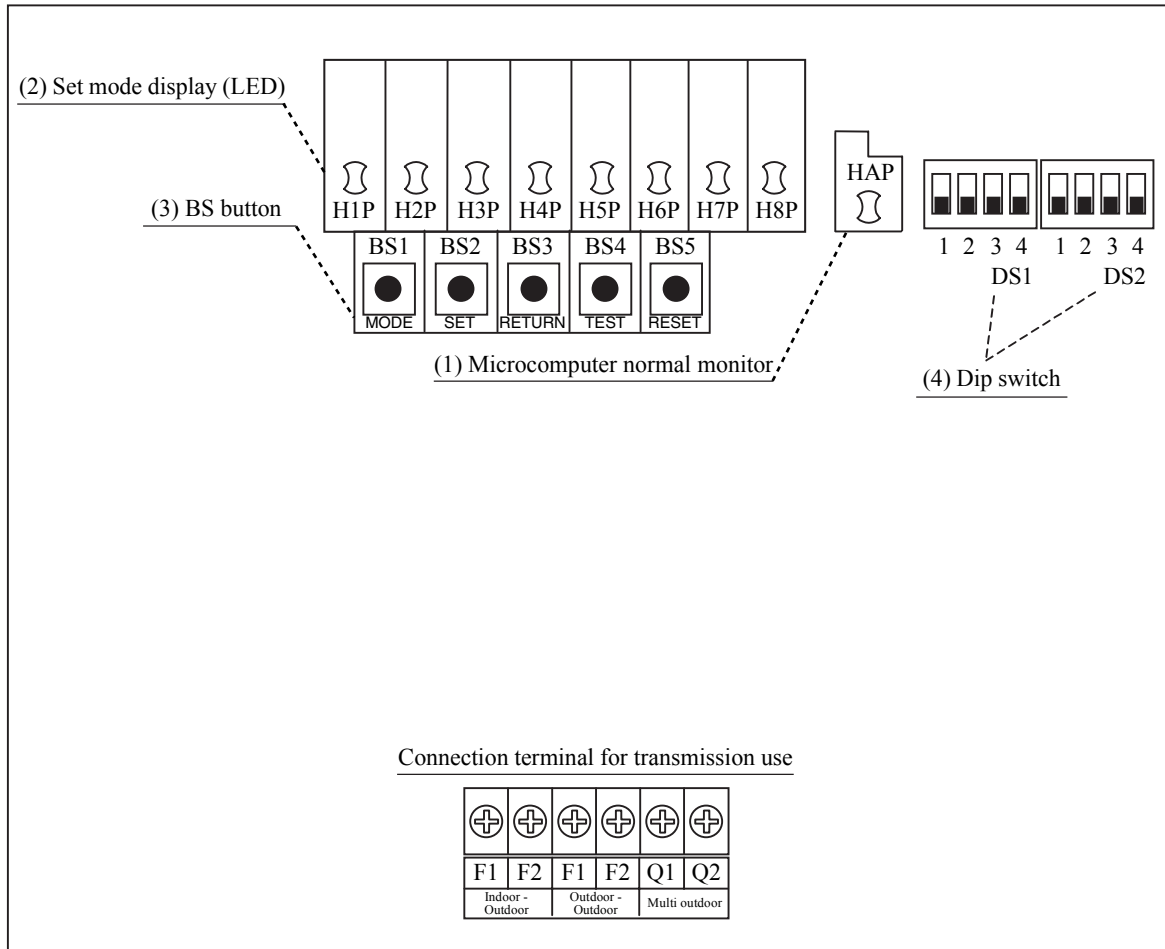 (2) Set mode display (LED)
H1P H2P H3P H4P H5P H6P H7P H8P
HAP
(3) BS button
BS1 BS2 BS3 BS4 BS5
MODE SET RETURN TEST RESET
1 2 3 4 1 2 3 4
DS1 DS2
(1) Microcomputer normal monitor
(4) Dip switch
Connection terminal for transmission use
F1 F2 F1 F2 Q1 Q2
Indoor -
Outdoor
Outdoor -
Outdoor
Multi outdoor